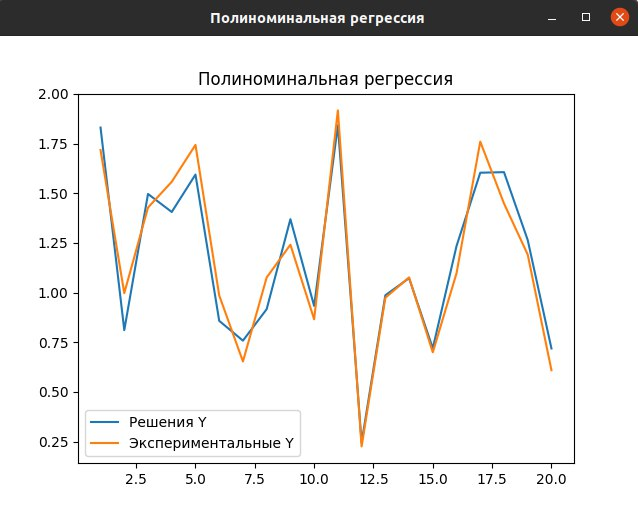 Полиноминальная регрессия
Полиноминальная регрессия
2.00
1.75
1.50
1.25
1.00
0.75
0.50
0.25
Решения Y
Экспериментальные Y
2.5 5.0 7.5 10.0 12.5 15.0 17.5 20.0